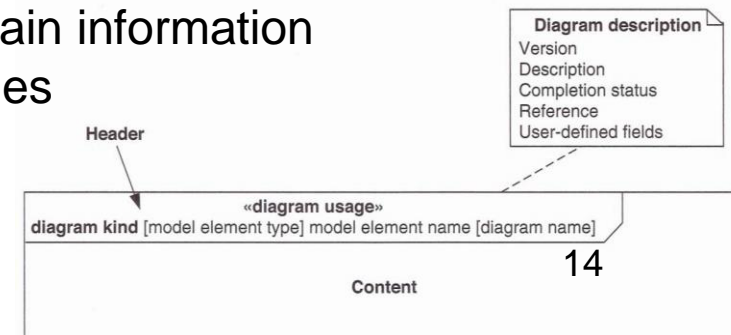 ain information
es
Diagram description
Version
Description
Completion status
Reference
User-defined fields
Header
«diagram usage»
diagram kind [model element type] model element name [diagram name]
14
Content